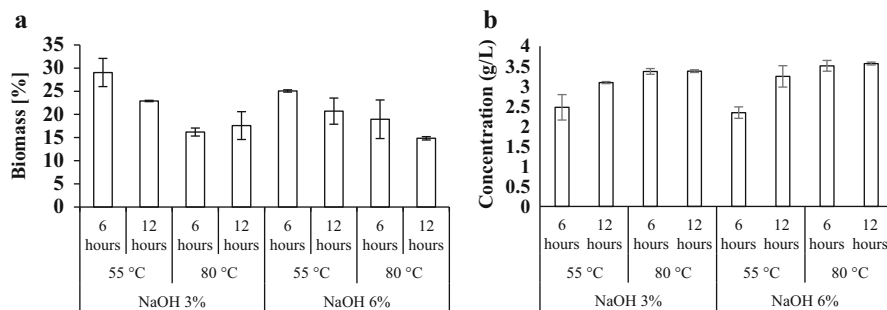 a
Biomass [%]
35
30
25
20
15
10
5
0
6 hours 12 hours 6 hours 12 hours 6 hours 12 hours 6 hours 12 hours
55 °C 80 °C 55 °C 80 °C
NaOH 3% NaOH 6%
b
Concentration (g/L)
4
3.5
3
2.5
2
1.5
1
0.5
0
6 hours 12 hours 6 hours 12 hours 6 hours 12 hours 6 hours 12 hours
55 °C 80 °C 55 °C 80 °C
NaOH 3% NaOH 6%